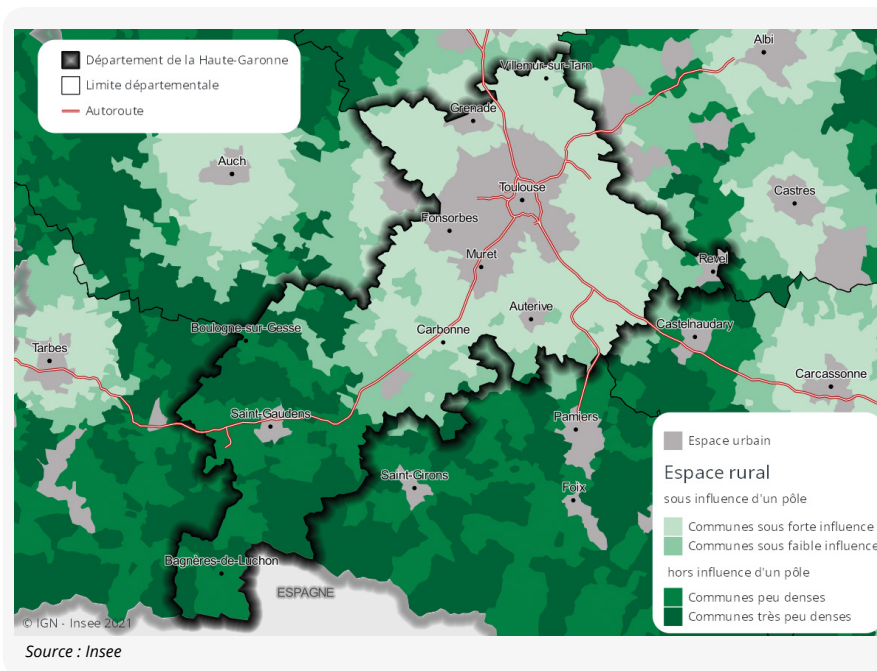 Département de la Haute-Garonne
Limite départementale
Autoroute
Albi
Villemur-sur-Tarn
Grenade
Auch
Toulouse
Castres
Fonsorbes
Muret
Revel
Auterive
Boulogne-sur-Gesse
Carbonne
Castelnaudary
Tarbes
Carcassonne
Saint-Gaudens
Pamiers
Saint-Girons
Foix
Bagnères-de-Luchon
ESPAGNE
Espace urbain
Espace rural
sous influence d'un pôle
Communes sous forte influence
Communes sous faible influence
hors influence d'un pôle
Communes peu denses
Communes très peu denses
© IGN - Insee 2021
Source : Insee